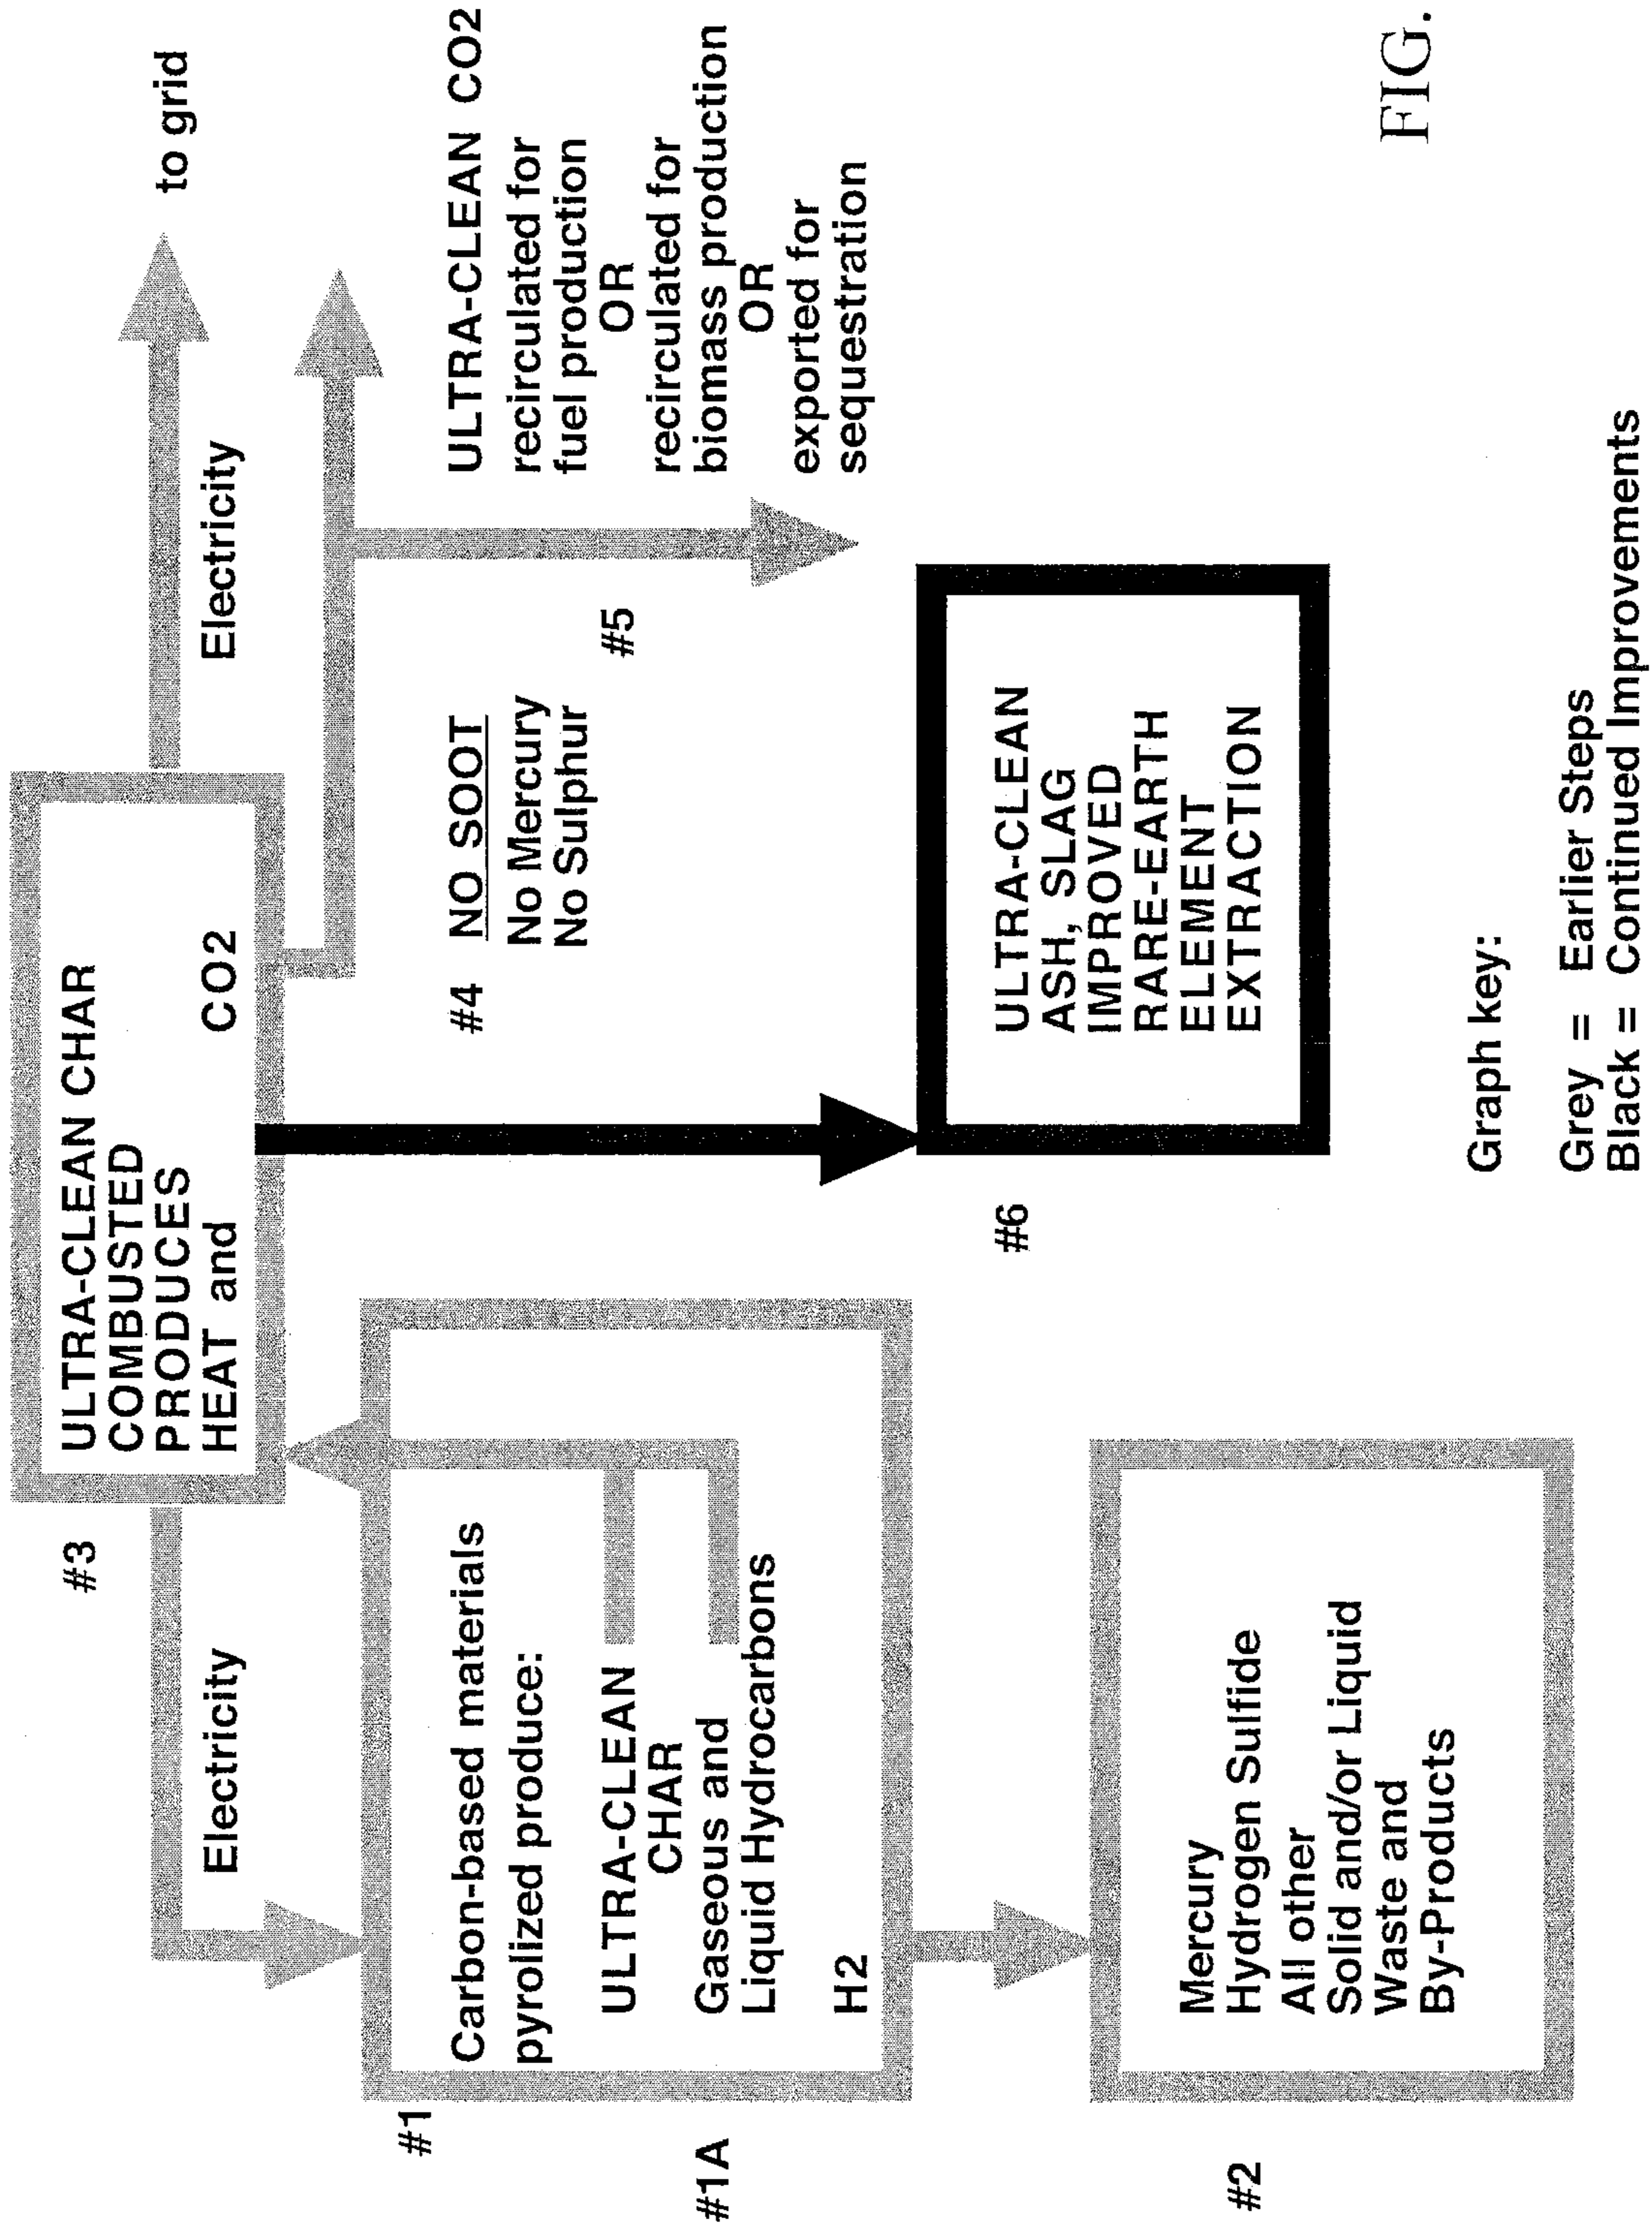 #3
ULTRA-CLEAN CHAR
COMBUSTED
PRODUCES
HEAT and CO2
Electricity
Electricity
to grid
#1
Carbon-based materials
pyrolized produce:
ULTRA-CLEAN
CHAR
#1A
Gaseous and
Liquid Hydrocarbons
H2
#4 NO SOOT
No Mercury
No Sulphur
#5
ULTRA-CLEAN CO2
recirculated for
fuel production
OR
recirculated for
biomass production
OR
exported for
sequestration
#2
Mercury
Hydrogen Sulfide
All other
Solid and/or Liquid
Waste and
By-Products
#6
ULTRA-CLEAN
ASH, SLAG
IMPROVED
RARE-EARTH
ELEMENT
EXTRACTION
Graph key:
Grey = Earlier Steps
Black = Continued Improvements
FIG.